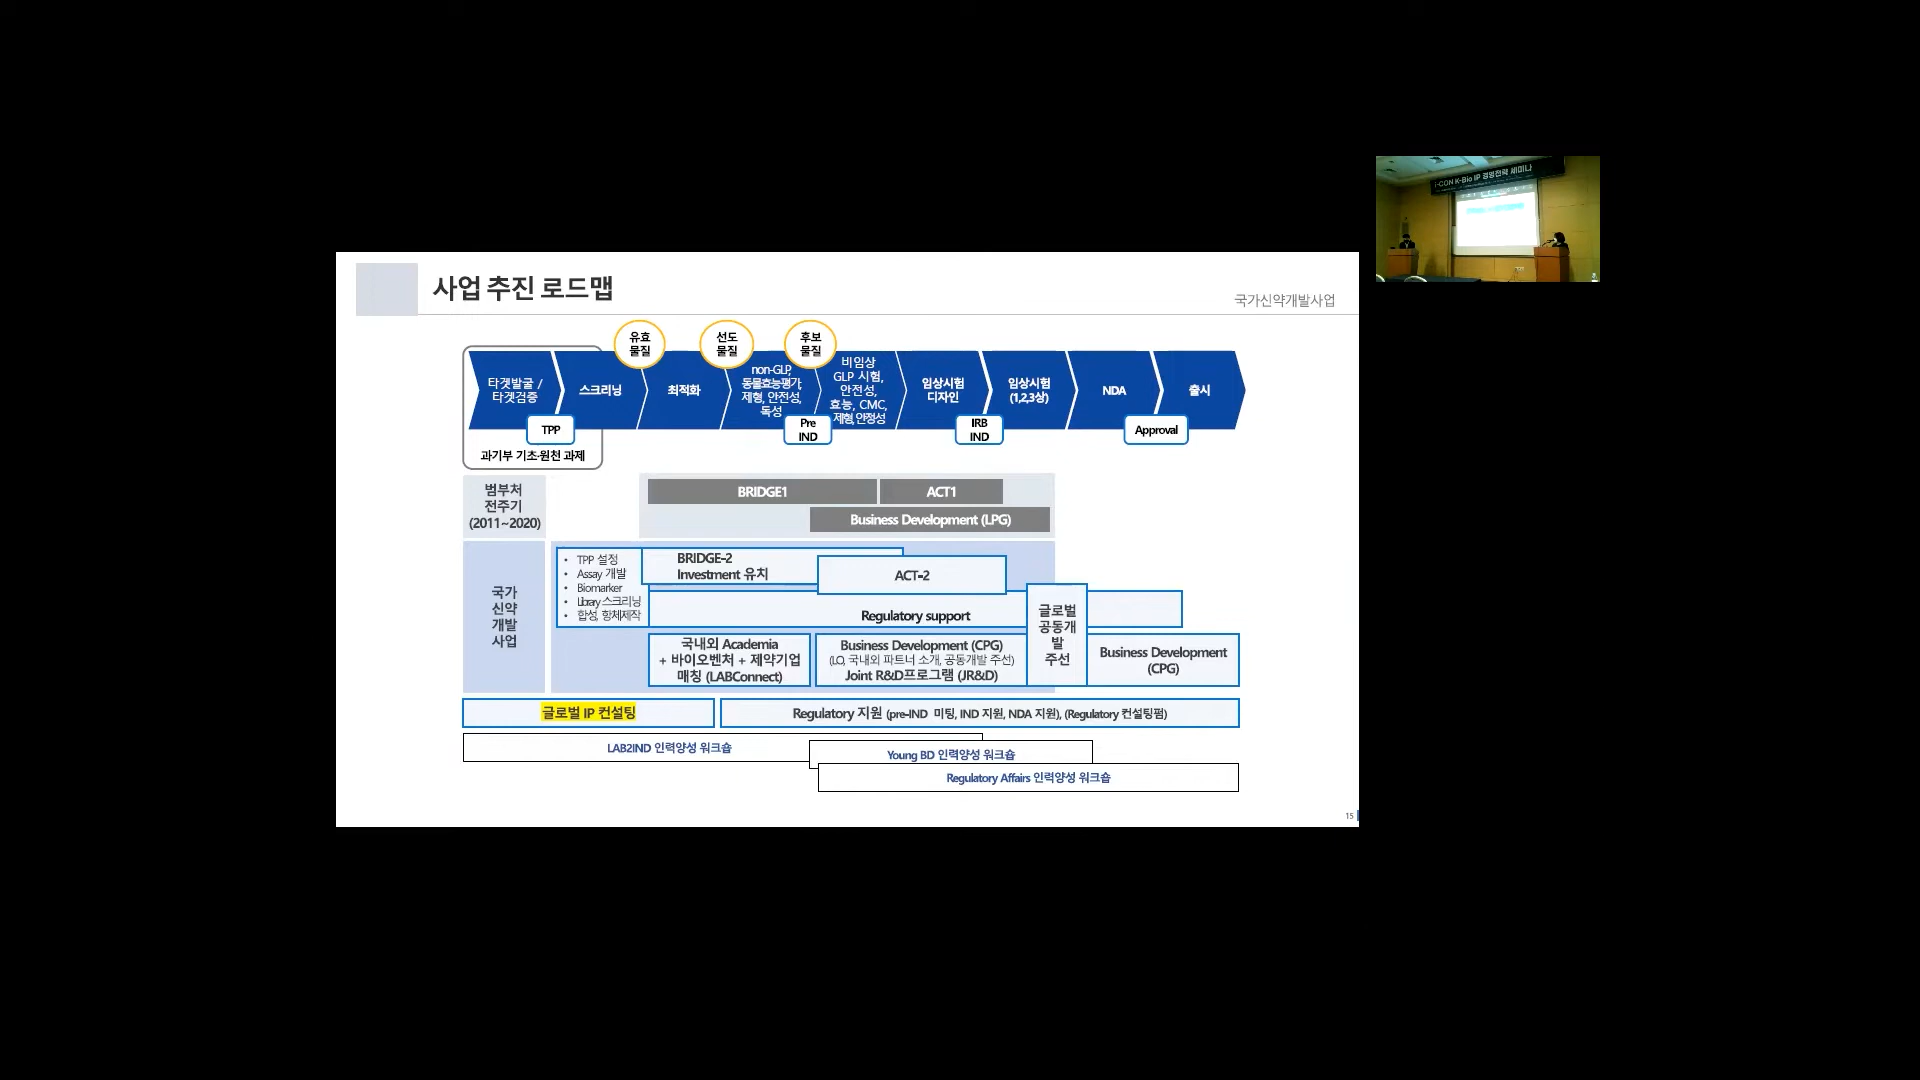 i-CON K-Bio IP 경영전략 세미나
사업 추진 로드맵
국가신약개발사업
유효
물질
선도
물질
후보
물질
타겟발굴 /
타겟검증
스크리닝
최적화
non-GLP,
동물효능평가,
제형, 안전성,
독성
비임상
GLP 시험,
안전성,
효능, CMC,
제형,안정성
임상시험
디자인
임상시험
(1,2,3상)
NDA
출시
TPP
Pre
IND
IRB
IND
Approval
과기부 기초·원천 과제
범부처
전주기
(2011~2020)
BRIDGE1
ACT1
Business Development (LPG)
국가
신약
개발
사업
• TPP 설정
• Assay 개발
• Biomarker
• Library 스크리닝
• 합성, 항체제작
BRIDGE-2
Investment 유치
ACT-2
Regulatory support
글로벌
공동개
발
주선
국내외 Academia
+ 바이오벤처 + 제약기업
매칭 (LABConnect)
Business Development (CPG)
(LO, 국내외 파트너 소개, 공동개발 주선)
Joint R&D프로그램 (JR&D)
Business Development
(CPG)
글로벌 IP 컨설팅
Regulatory 지원 (pre-IND 미팅, IND 지원, NDA 지원), (Regulatory 컨설팅펌)
LAB2IND 인력양성 워크숍
Young BD 인력양성 워크숍
Regulatory Affairs 인력양성 워크숍
15